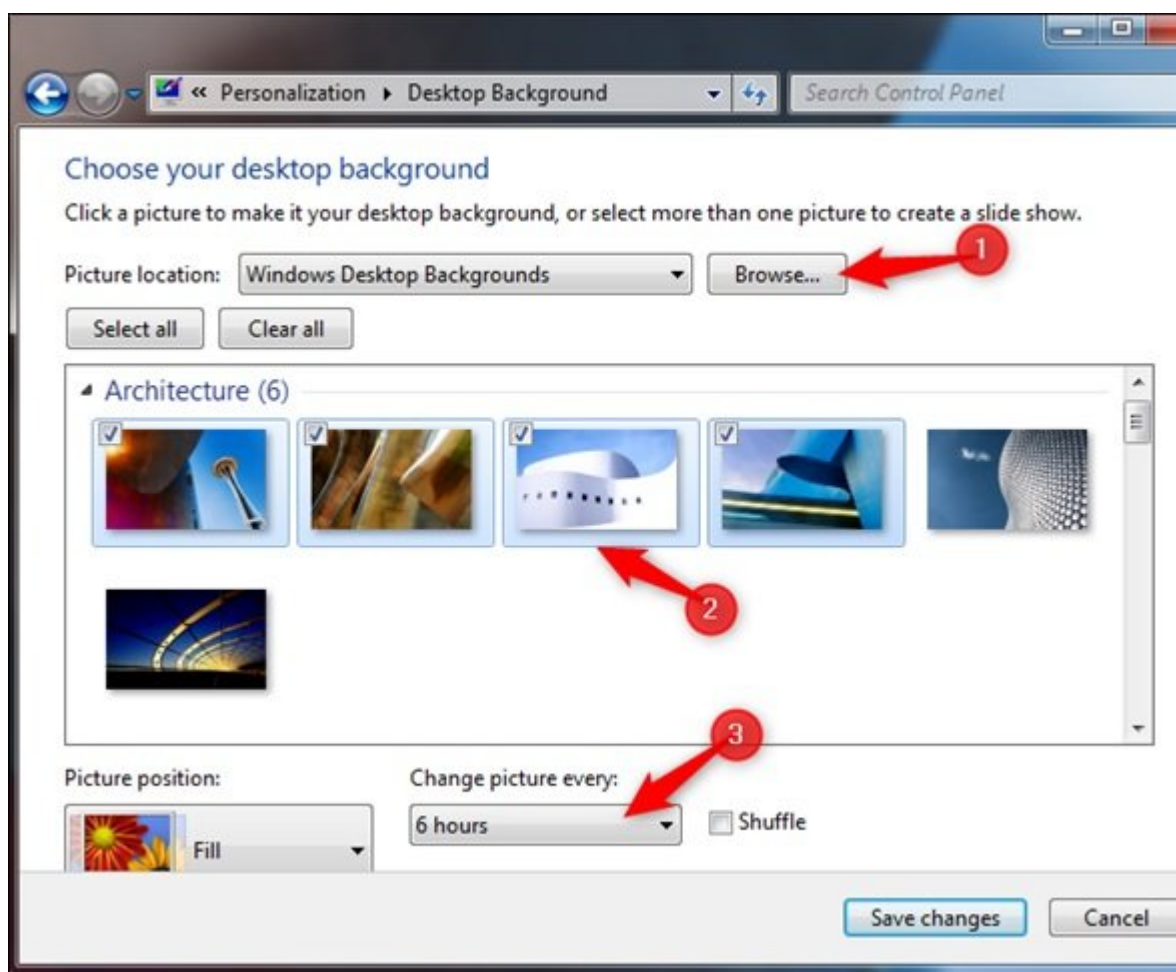 « Personalization ▸ Desktop Background
Search Control Panel
Choose your desktop background
Click a picture to make it your desktop background, or select more than one picture to create a slide show.
1
Picture location:
Windows Desktop Backgrounds
Browse...
Select all
Clear all
Architecture (6)
2
3
Picture position:
Change picture every:
Fill
6 hours
Shuffle
Save changes
Cancel